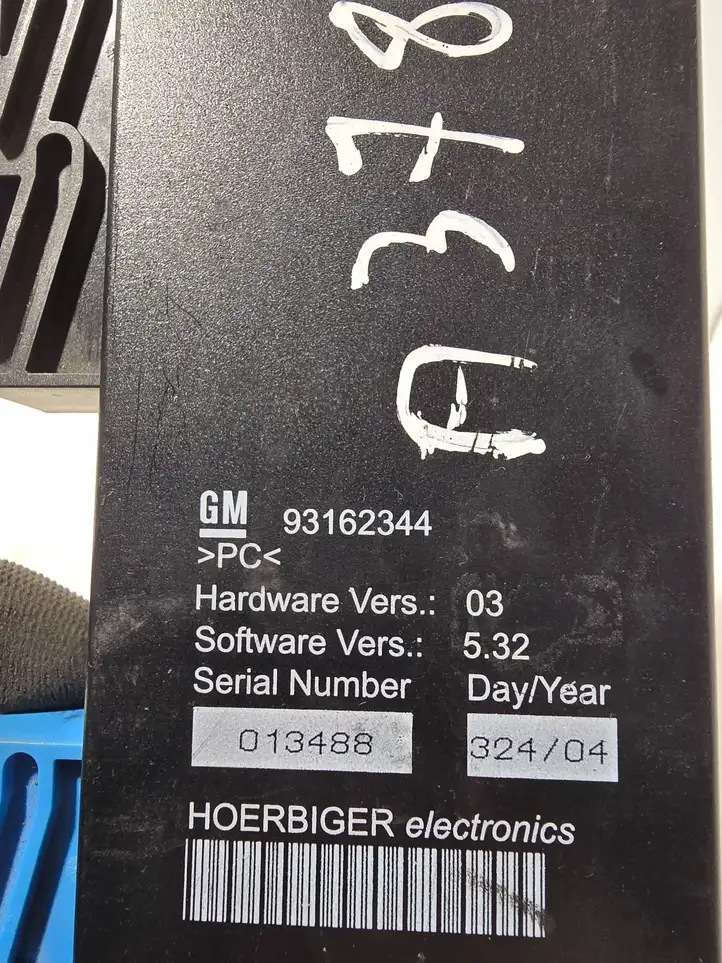 A378
GM 93162344
>PC<
Hardware Vers.: 03
Software Vers.: 5.32
Serial Number Day/Year
013488 324/04
HOERBIGER electronics